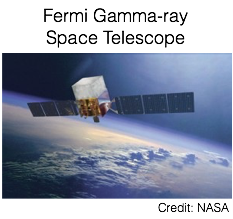 Fermi Gamma-ray
Space Telescope
Credit: NASA